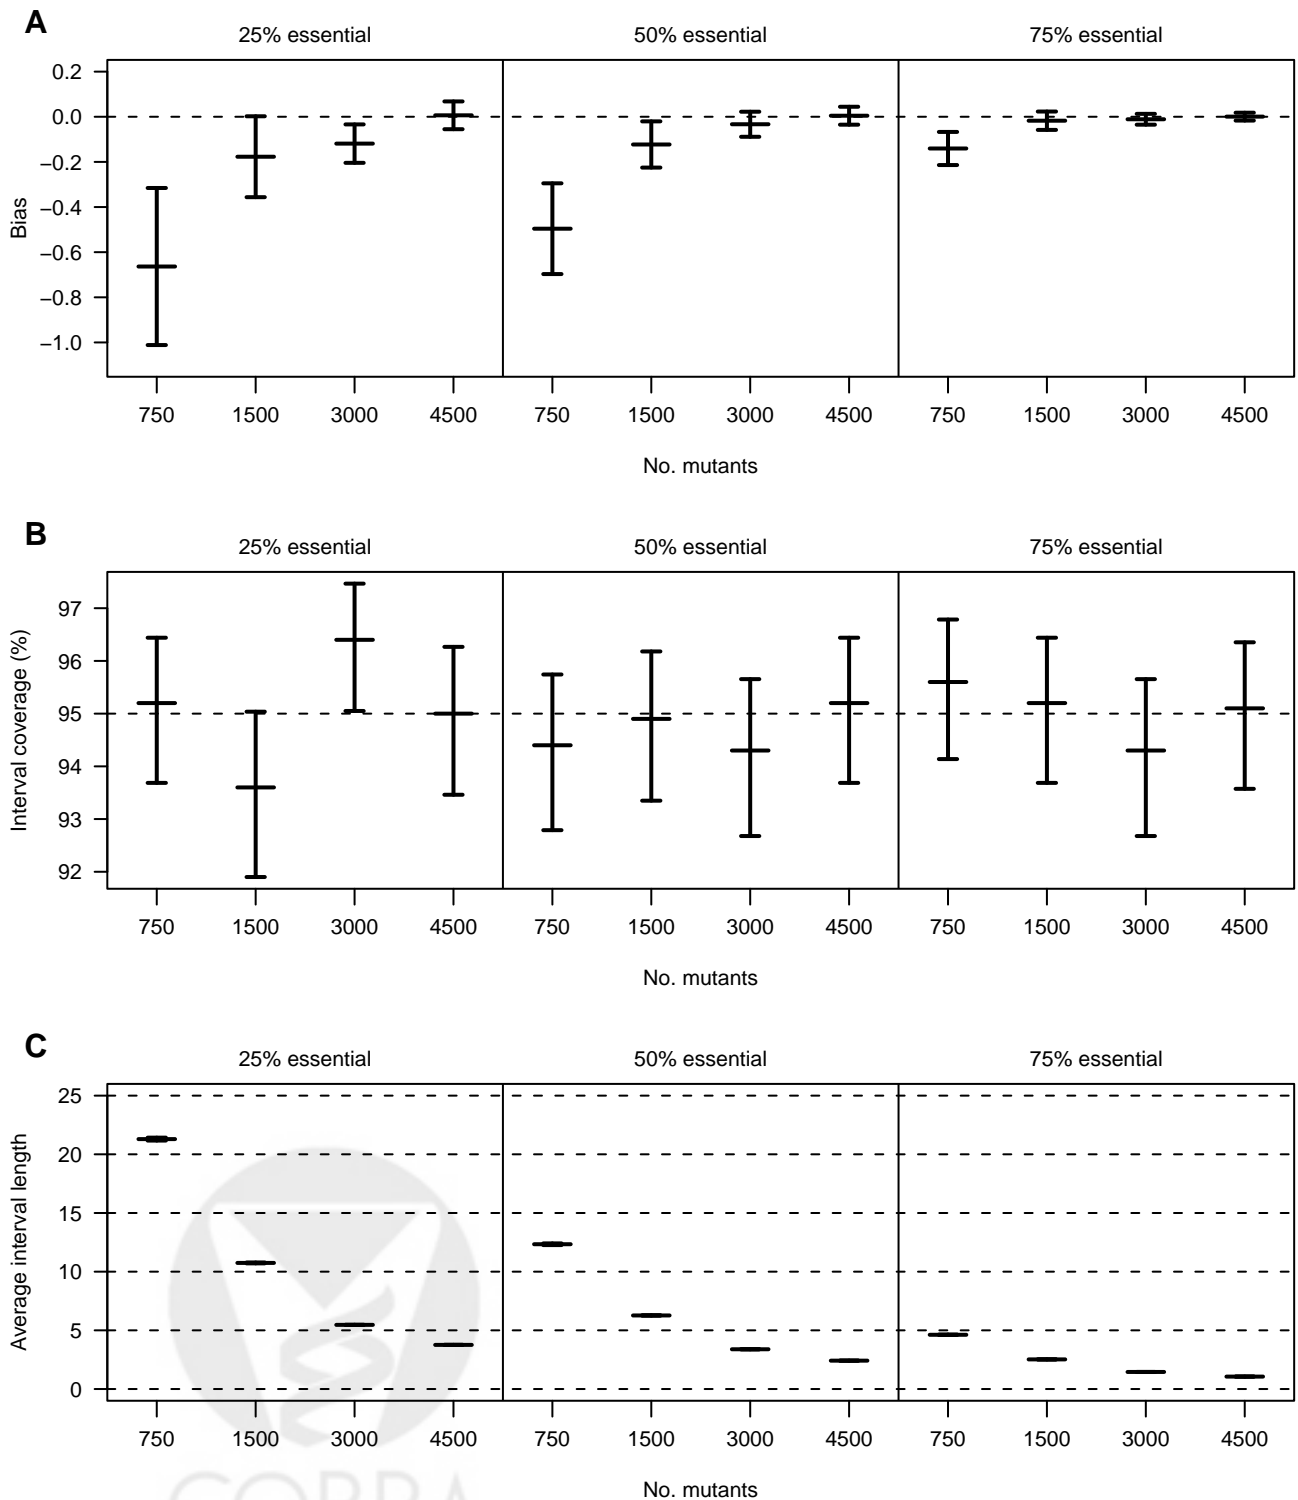 A
25% essential 50% essential 75% essential
0.2
0.0
−0.2
−0.4
−0.6
−0.8
−1.0
Bias
750 1500 3000 4500 750 1500 3000 4500 750 1500 3000 4500
No. mutants
B
25% essential 50% essential 75% essential
97
96
95
94
93
92
Interval coverage (%)
750 1500 3000 4500 750 1500 3000 4500 750 1500 3000 4500
No. mutants
C
25% essential 50% essential 75% essential
25
20
15
10
5
0
Average interval length
750 1500 3000 4500 750 1500 3000 4500 750 1500 3000 4500
No. mutants
COBRA